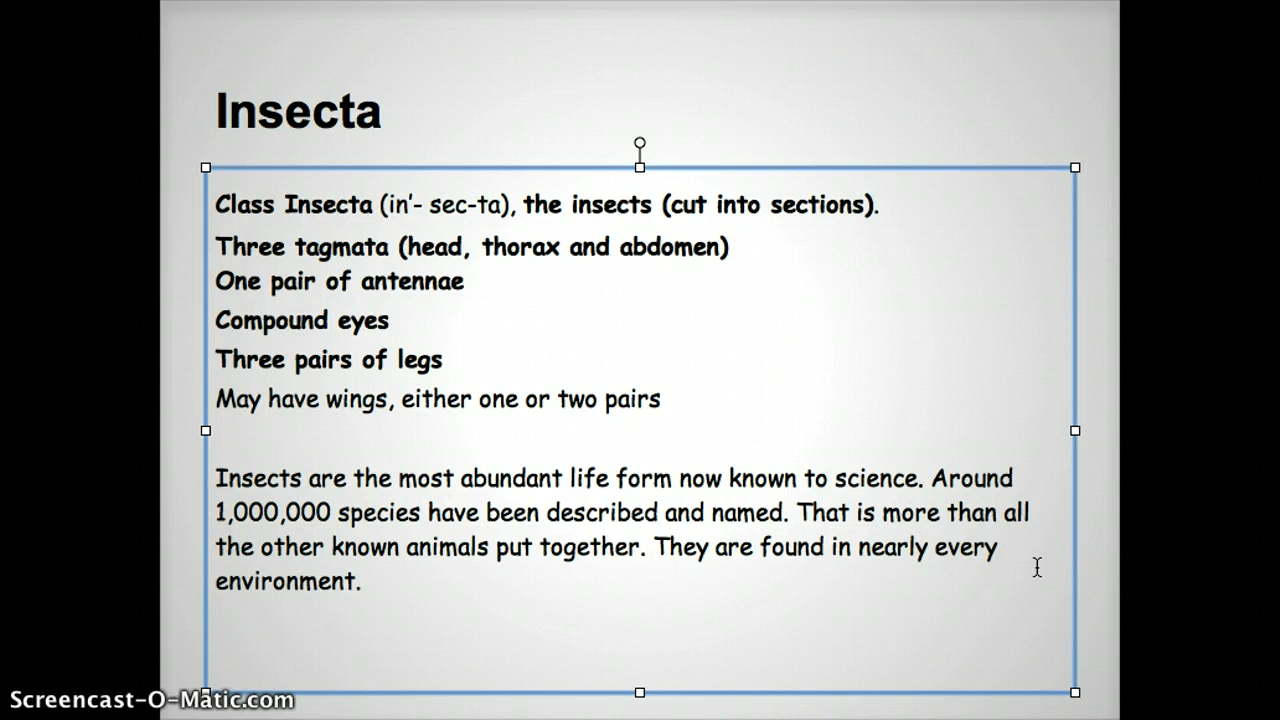 Insecta
Class Insecta (in'- sec-ta), the insects (cut into sections).
Three tagmata (head, thorax and abdomen)
One pair of antennae
Compound eyes
Three pairs of legs
May have wings, either one or two pairs
Insects are the most abundant life form now known to science. Around
1,000,000 species have been described and named. That is more than all
the other known animals put together. They are found in nearly every
environment.
Screencast-O-Matic.com